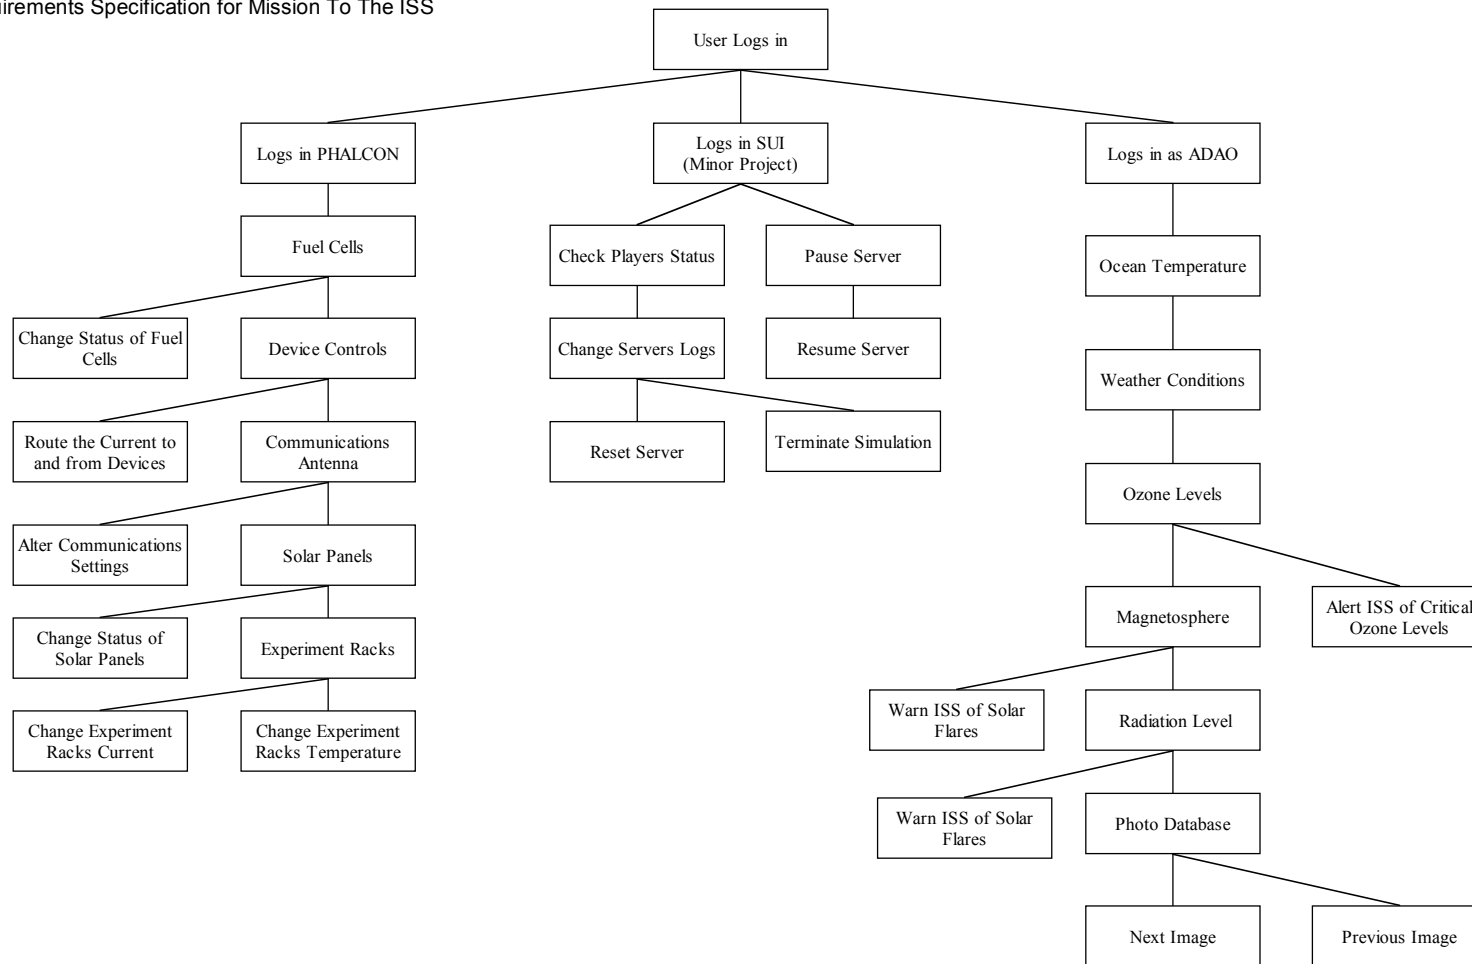 uirements Specification for Mission To The ISS
User Logs in
Logs in PHALCON
Logs in SUI
(Minor Project)
Logs in as ADAO
Fuel Cells
Check Players Status
Pause Server
Ocean Temperature
Change Status of Fuel
Cells
Device Controls
Change Servers Logs
Resume Server
Weather Conditions
Route the Current to
and from Devices
Communications
Antenna
Reset Server
Terminate Simulation
Ozone Levels
Alter Communications
Settings
Solar Panels
Magnetosphere
Alert ISS of Critical
Ozone Levels
Change Status of
Solar Panels
Experiment Racks
Warn ISS of Solar
Flares
Radiation Level
Change Experiment
Racks Current
Change Experiment
Racks Temperature
Warn ISS of Solar
Flares
Photo Database
Next Image
Previous Image